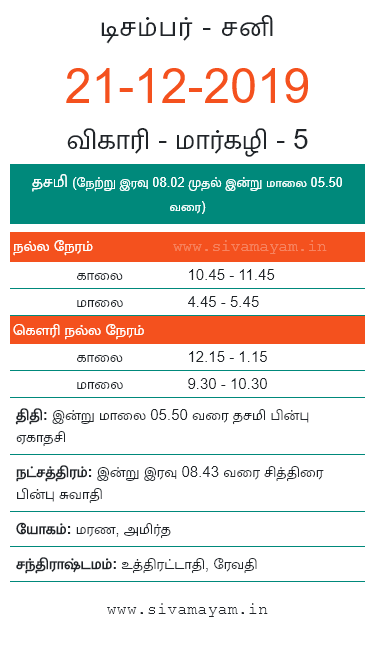 டிசம்பர் - சனி
21-12-2019
விகாரி - மார்கழி - 5
தசமி (நேற்று இரவு 08.02 முதல் இன்று மாலை 05.50
வரை)
நல்ல நேரம் www.sivamayam.in
காலை 10.45 - 11.45
மாலை 4.45 - 5.45
கௌரி நல்ல நேரம்
காலை 12.15 - 1.15
மாலை 9.30 - 10.30
திதி: இன்று மாலை 05.50 வரை தசமி பின்பு
ஏகாதசி
நட்சத்திரம்: இன்று இரவு 08.43 வரை சித்திரை
பின்பு சுவாதி
யோகம்: மரண, அமிர்த
சந்திராஷ்டமம்: உத்திரட்டாதி, ரேவதி
www.sivamayam.in